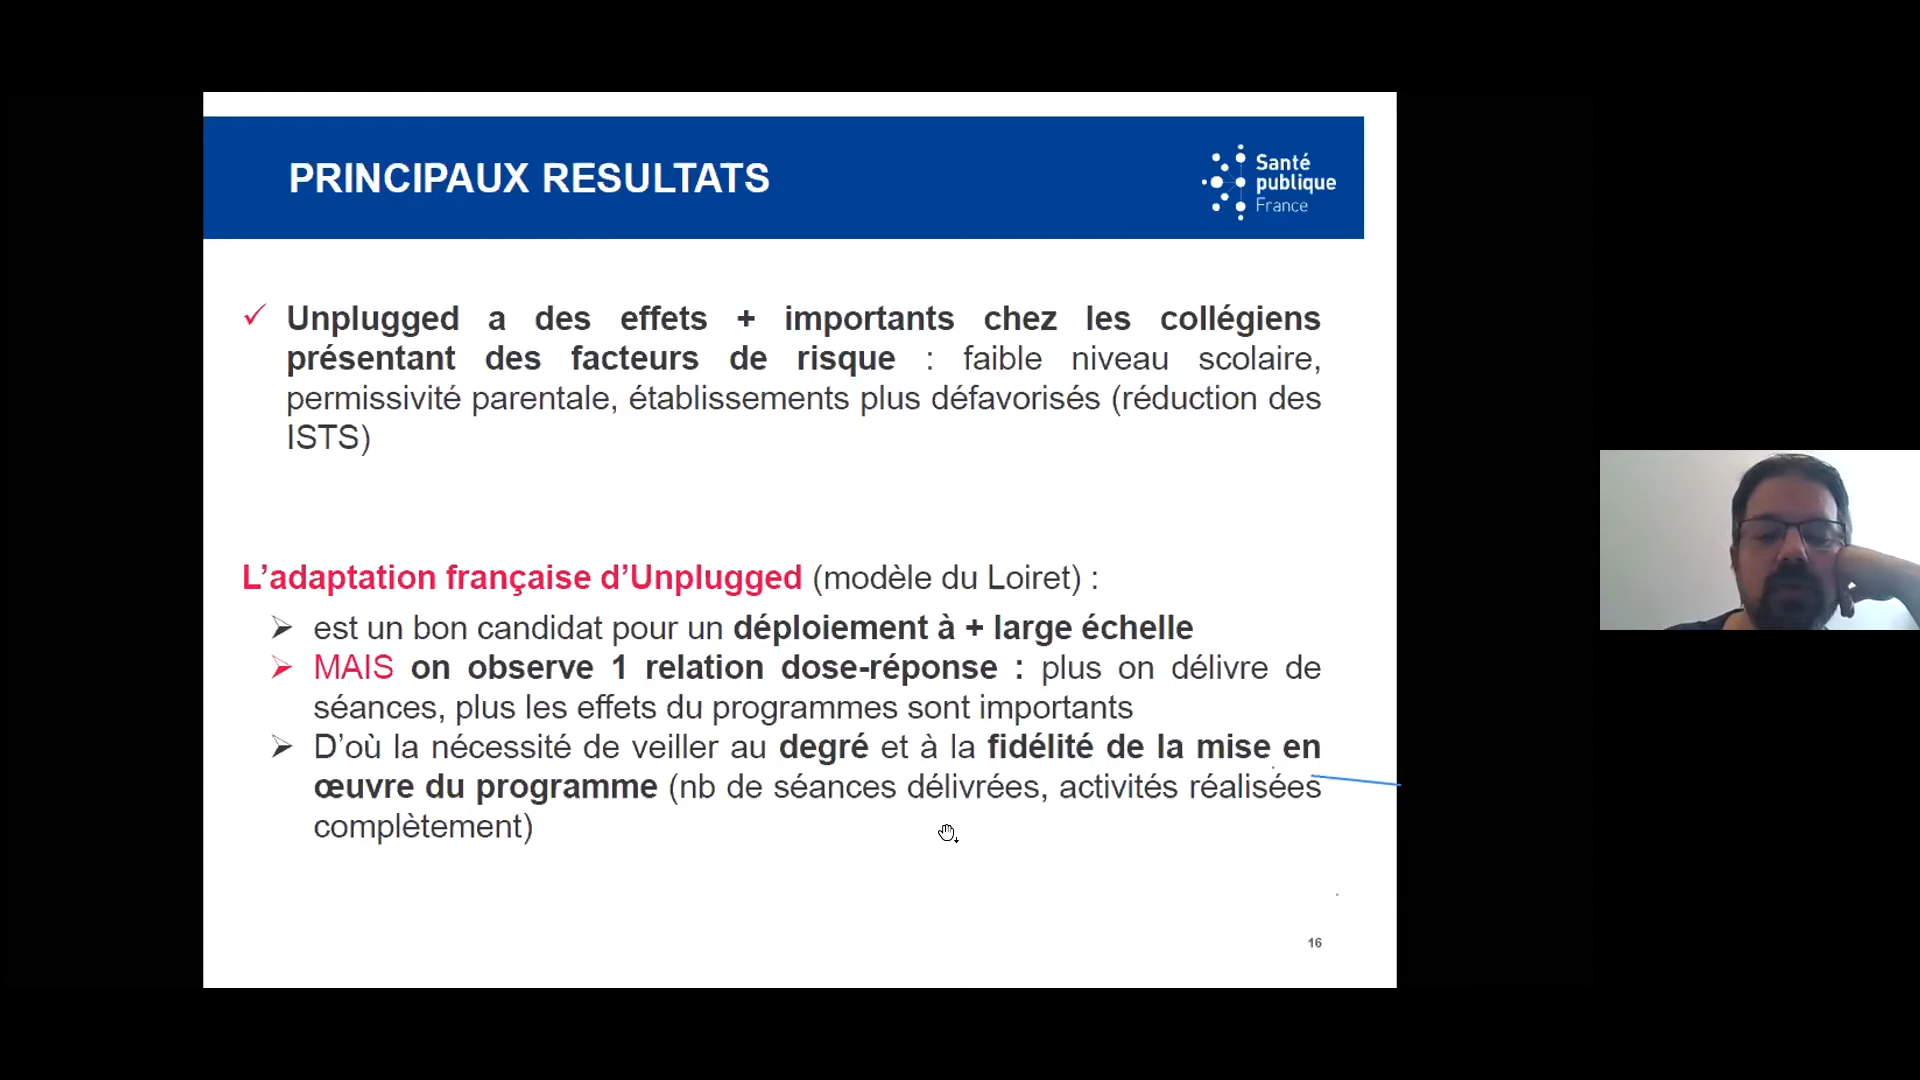 PRINCIPAUX RESULTATS
Santé
publique
France
Unplugged a des effets + importants chez les collégiens
présentant des facteurs de risque : faible niveau scolaire,
permissivité parentale, établissements plus défavorisés (réduction des
ISTS)
L’adaptation française d’Unplugged (modèle du Loiret) :
est un bon candidat pour un déploiement à + large échelle
MAIS on observe 1 relation dose-réponse : plus on délivre de
séances, plus les effets du programmes sont importants
D’où la nécessité de veiller au degré et à la fidélité de la mise en
œuvre du programme (nb de séances délivrées, activités réalisées
complètement)
16